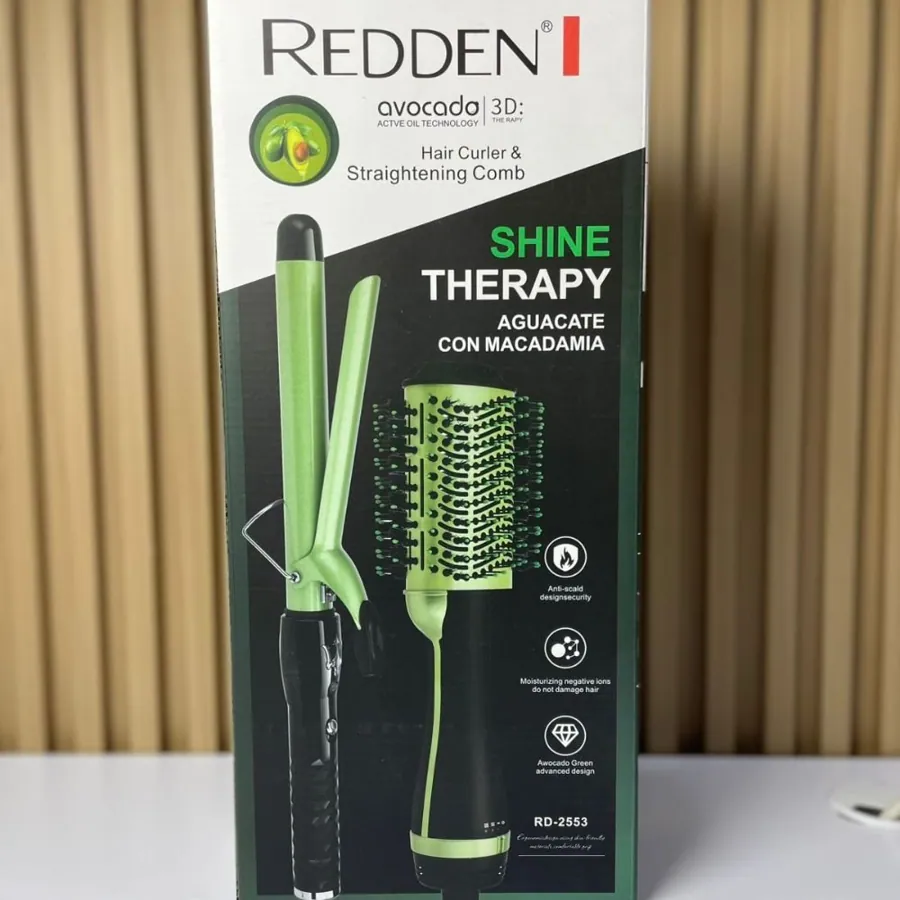 REDDEN®
avocado 3D:
ACTVE OIL TECHNOLOGY THE RAPY
Hair Curler &
Straightening Comb
SHINE
THERAPY
AGUACATE
CON MACADAMIA
Anti-scald
designsecurity
Moisturizing negative ions
do not damage hair
Awocado Green
advanced design
RD-2553